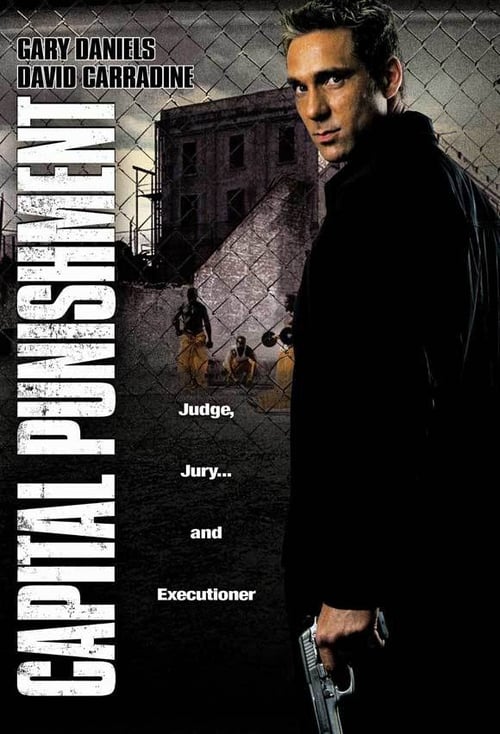 GARY DANIELS
DAVID CARRADINE
CAPITAL PUNISHMENT
Judge,
Jury...
and
Executioner